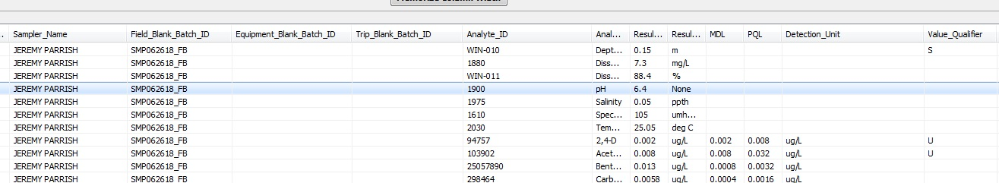 .. Sampler_Name Field_Blank_Batch_ID Equipment_Blank_Batch_ID Trip_Blank_Batch_ID Analyte_ID Anal... Resul... Resul... MDL PQL Detection_Unit Value_Qualifier
JEREMY PARRISH SMP062618_FB WIN-010 Dept... 0.15 m S
JEREMY PARRISH SMP062618_FB 1880 Diss... 7.3 mg/L
JEREMY PARRISH SMP062618_FB WIN-011 Diss... 88.4 %
JEREMY PARRISH SMP062618_FB 1900 pH 6.4 None
JEREMY PARRISH SMP062618_FB 1975 Salinity 0.05 ppth
JEREMY PARRISH SMP062618_FB 1610 Spec... 105 umh...
JEREMY PARRISH SMP062618_FB 2030 Tem... 25.05 deg C
JEREMY PARRISH SMP062618_FB 94757 2,4-D 0.002 ug/L 0.002 0.008 ug/L U
JEREMY PARRISH SMP062618_FB 103902 Acet... 0.008 ug/L 0.008 0.032 ug/L U
JEREMY PARRISH SMP062618_FB 25057890 Bent... 0.013 ug/L 0.0008 0.0032 ug/L
JEREMY PARRISH SMP062618_FB 298464 Carb... 0.0058 ug/L 0.0004 0.0016 ug/L